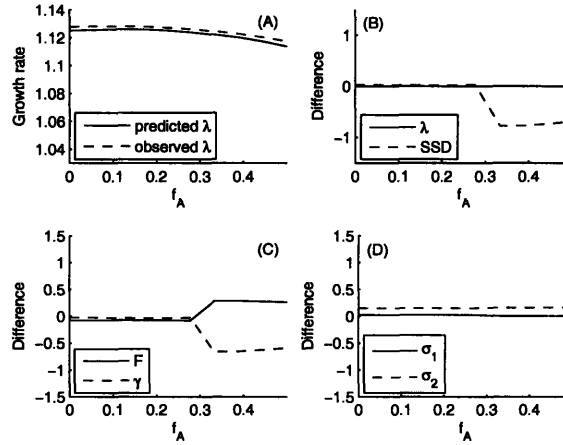 (A)
Growth rate
1.14
1.12
1.1
1.08
1.06
1.04
predicted λ
observed λ
0 0.1 0.2 0.3 0.4
f_A
(B)
Difference
1
0
-1
λ
SSD
0 0.1 0.2 0.3 0.4
f_A
(C)
Difference
1.5
1
0.5
0
-0.5
-1
-1.5
F
γ
0 0.1 0.2 0.3 0.4
f_A
(D)
Difference
1.5
1
0.5
0
-0.5
-1
-1.5
σ_1
σ_2
0 0.1 0.2 0.3 0.4
f_A